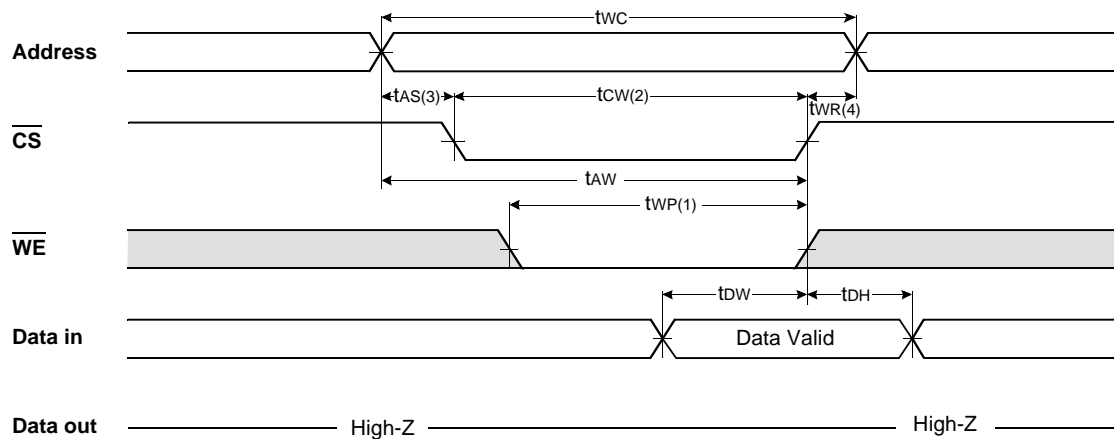 tWC
Address
tAS(3)
tCW(2)
tWR(4)
CS
tAW
tWP(1)
WE
tDW
tDH
Data in
Data Valid
Data out
High-Z
High-Z